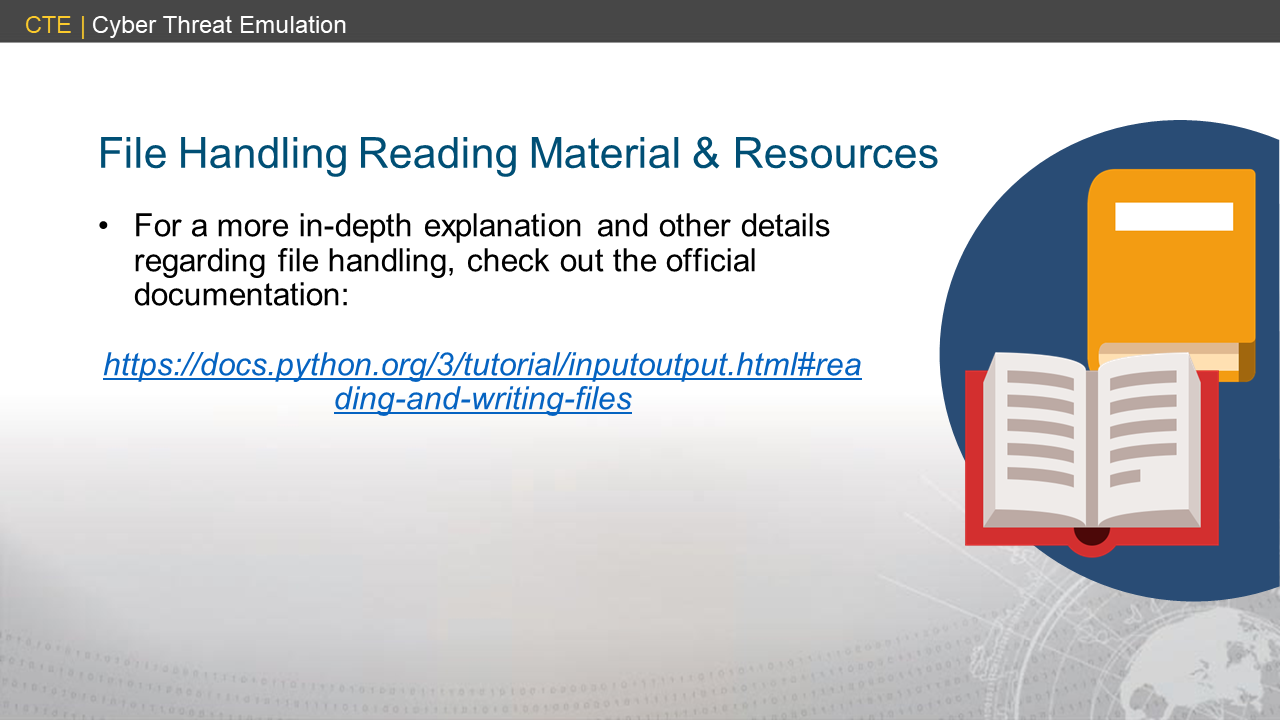 CTE | Cyber Threat Emulation
File Handling Reading Material & Resources
• For a more in-depth explanation and other details
regarding file handling, check out the official
documentation:
https://docs.python.org/3/tutorial/inputoutput.html#rea
ding-and-writing-files